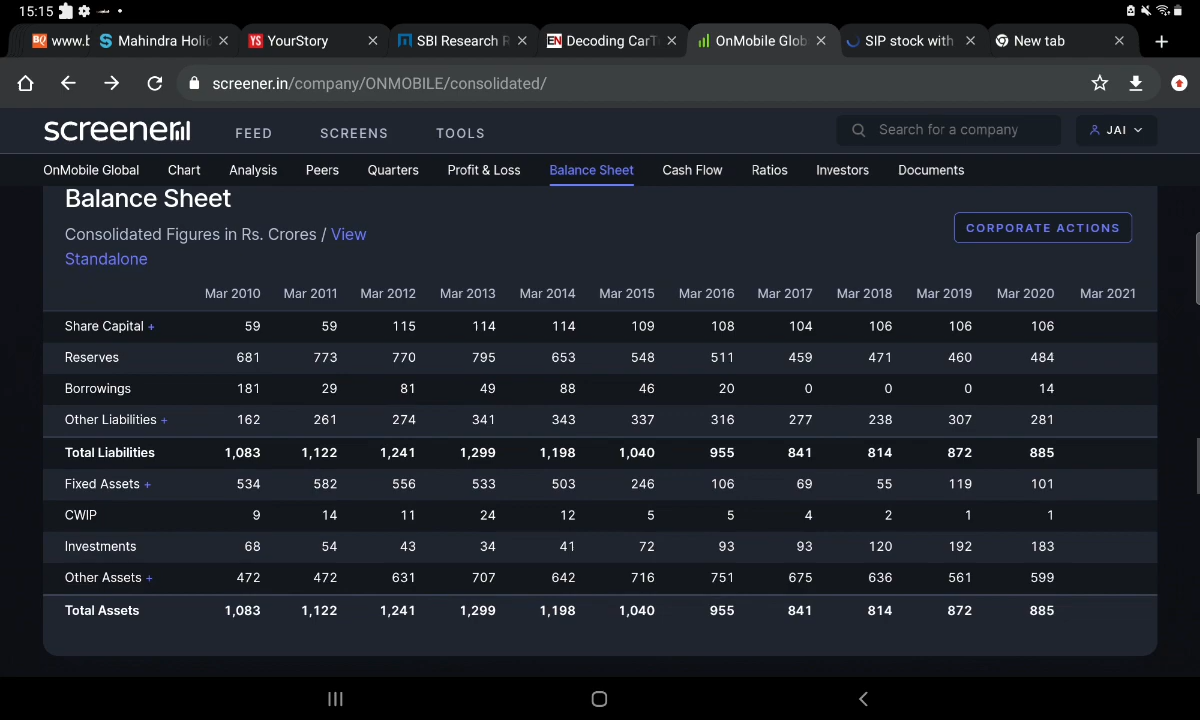 15:15
www.b
Mahindra Holic
YourStory
SBI Research R
Decoding CarT
OnMobile Glob
SIP stock with
New tab
screener.in/company/ONMOBILE/consolidated/
screener
FEED SCREENS TOOLS
Search for a company
JAI
OnMobile Global Chart Analysis Peers Quarters Profit & Loss Balance Sheet Cash Flow Ratios Investors Documents
Balance Sheet
Consolidated Figures in Rs. Crores / View
Standalone
CORPORATE ACTIONS
Mar 2010 Mar 2011 Mar 2012 Mar 2013 Mar 2014 Mar 2015 Mar 2016 Mar 2017 Mar 2018 Mar 2019 Mar 2020 Mar 2021
Share Capital + 59 59 115 114 114 109 108 104 106 106 106
Reserves 681 773 770 795 653 548 511 459 471 460 484
Borrowings 181 29 81 49 88 46 20 0 0 0 14
Other Liabilities + 162 261 274 341 343 337 316 277 238 307 281
Total Liabilities 1,083 1,122 1,241 1,299 1,198 1,040 955 841 814 872 885
Fixed Assets + 534 582 556 533 503 246 106 69 55 119 101
CWIP 9 14 11 24 12 5 5 4 2 1 1
Investments 68 54 43 34 41 72 93 93 120 192 183
Other Assets + 472 472 631 707 642 716 751 675 636 561 599
Total Assets 1,083 1,122 1,241 1,299 1,198 1,040 955 841 814 872 885